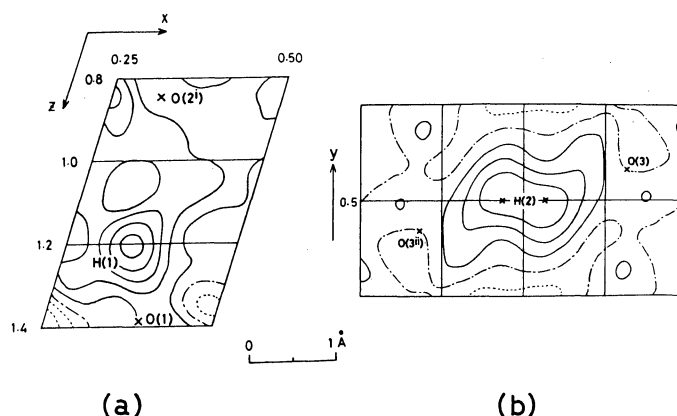 X
0.25
0.50
0.8
Z
O(2ⁱ)
1.0
1.2
H(1)
1.4
O(1)
0
1 Å
(a)
y
O(3)
0.5
H(2)
O(3ⁱⁱ)
(b)